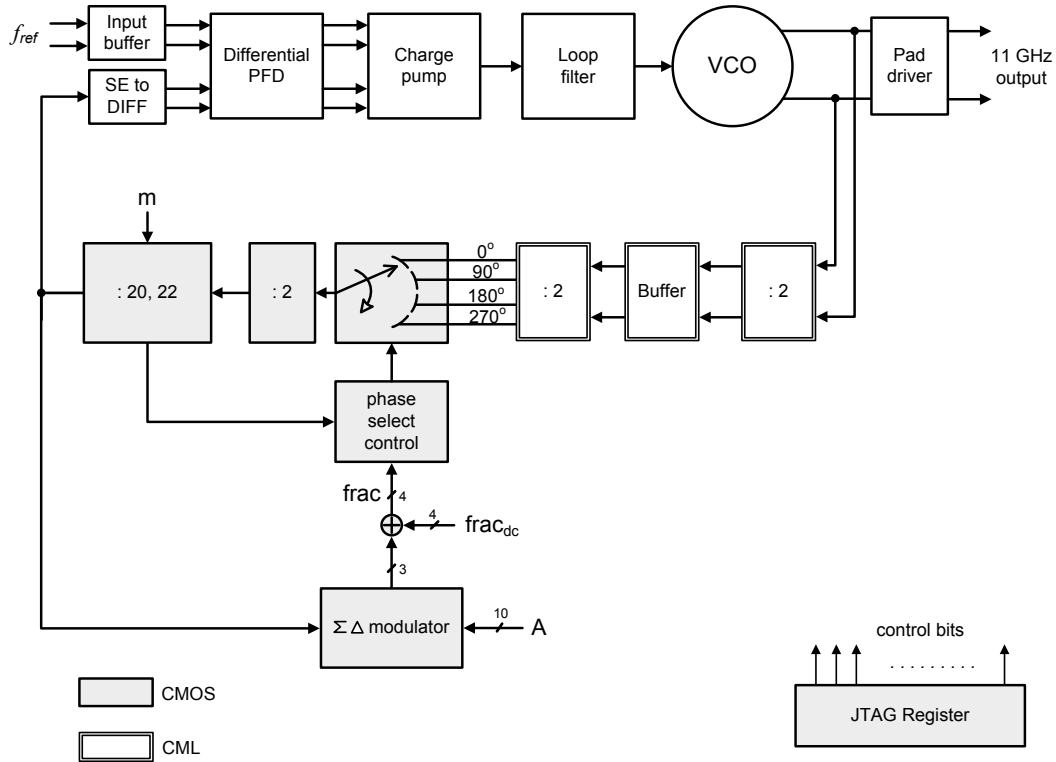 f_ref
Input
buffer
SE to
DIFF
Differential
PFD
Charge
pump
Loop
filter
VCO
Pad
driver
11 GHz
output
m
: 20, 22
: 2
0°
90°
180°
270°
: 2
Buffer
: 2
phase
select
control
frac
4
4
frac_dc
3
Σ Δ modulator
10
A
CMOS
CML
control bits
. . . . . . . . .
JTAG Register